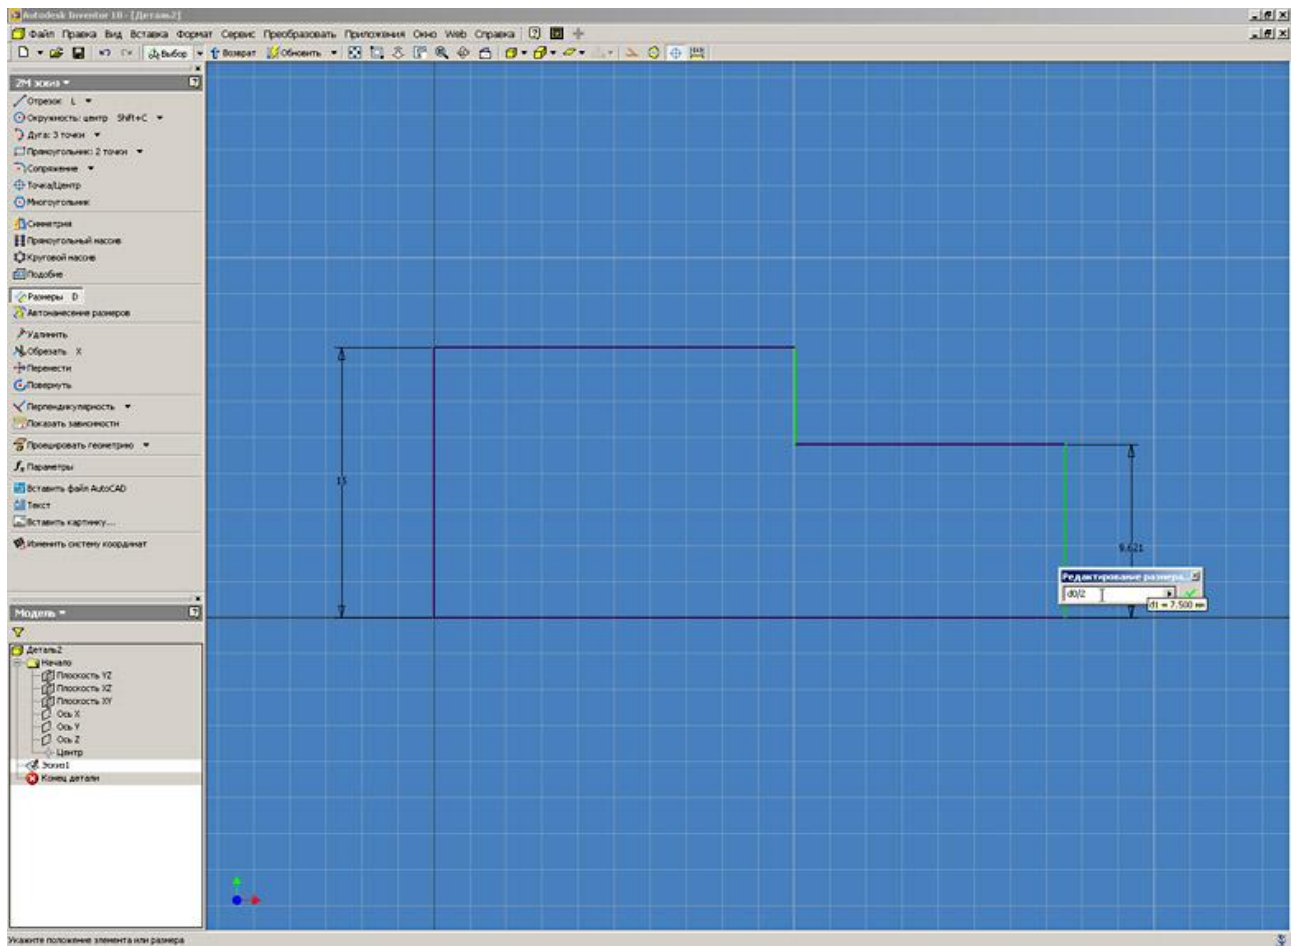 Autodesk Inventor 10 - [Деталь2]
Файл Правка Вид Вставка Формат Сервис Преобразовать Приложения Окно Web Справка
Выбор Возврат Обновить
2М эскиз
Отрезок L
Окружность: центр Shift+C
Дуга: 3 точки
Прямоугольник: 2 точки
Сопряжение
Точка/Центр
Многоугольник
Симметрия
Прямоугольный массив
Круговой массив
Подобие
Размеры D
Автонанесение размеров
Удлинить
Обрезать X
Перенести
Повернуть
Перпендикулярность
Показать зависимости
Проецировать геометрию
fx Параметры
Вставить файл AutoCAD
Текст
Вставить картинку...
Изменить систему координат
15
9.621
Редактирование размера...
d0/2
d1 = 7.500 мм
Модель
Деталь2
Начало
Плоскость YZ
Плоскость XZ
Плоскость XY
Ось X
Ось Y
Ось Z
Центр
Эскиз1
Конец детали
Укажите положение элемента или размера